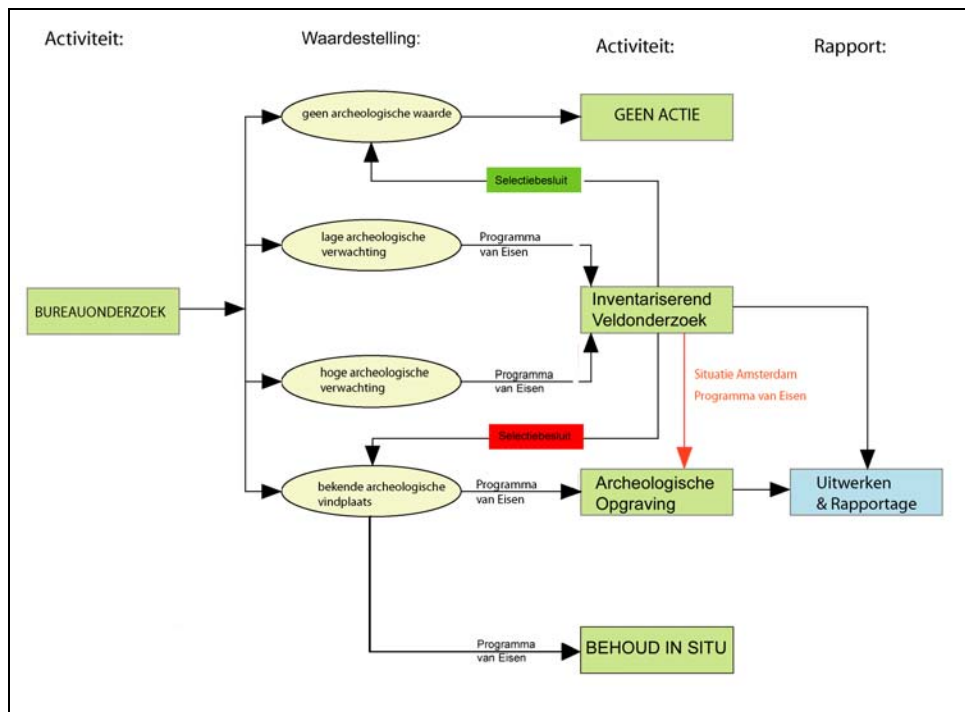 Activiteit:
Waardestelling:
Activiteit:
Rapport:
geen archeologische waarde
GEEN ACTIE
Selectiebesluit
lage archeologische
verwachting
Programma
van Eisen
BUREAUONDERZOEK
Inventariserend
Veldonderzoek
hoge archeologische
verwachting
Programma
van Eisen
Situatie Amsterdam
Programma van Eisen
Selectiebesluit
bekende archeologische
vindplaats
Programma
van Eisen
Archeologische
Opgraving
Uitwerken
& Rapportage
Programma
van Eisen
BEHOUD IN SITU